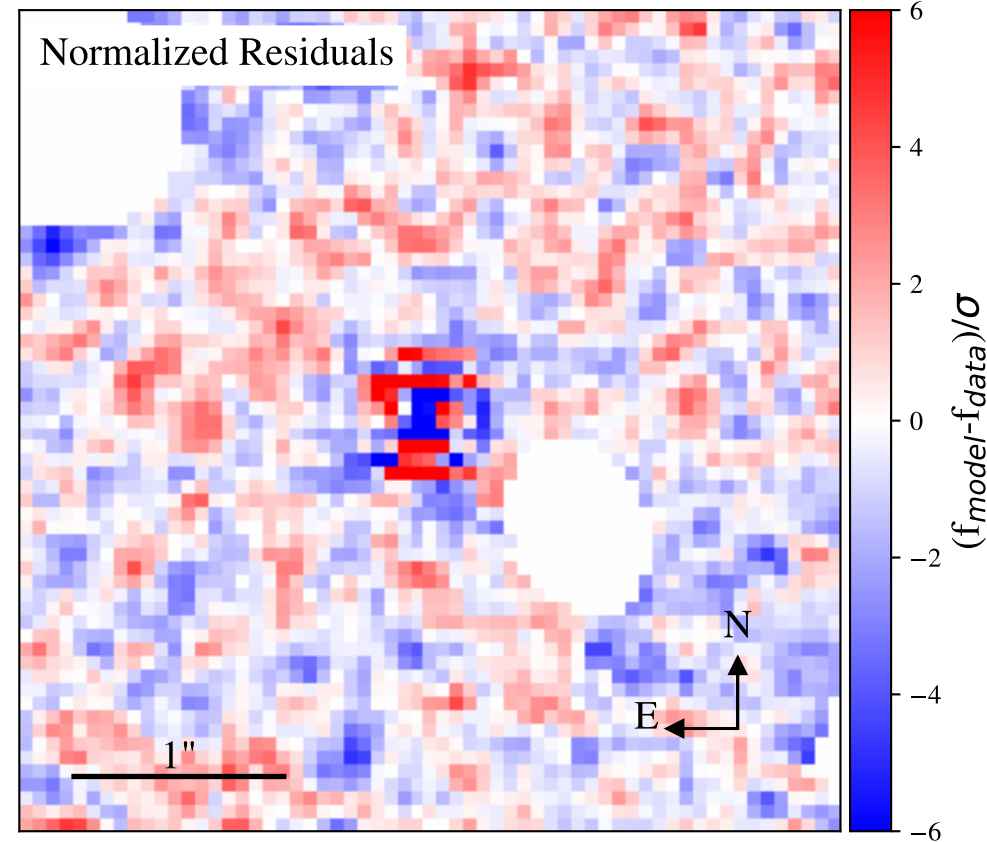 Normalized Residuals
6
4
2
0
−2
−4
−6
(f_model-f_data)/σ
N
E
1"